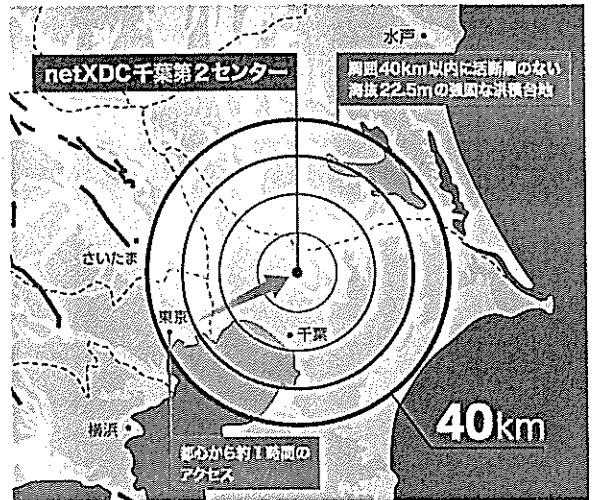 水戸
netXDC千葉第2センター
周囲40km以内に活断層のない
海抜22.5mの強固な洪積台地
さいたま
東京
千葉
横浜
40km
都心から約1時間の
アクセス